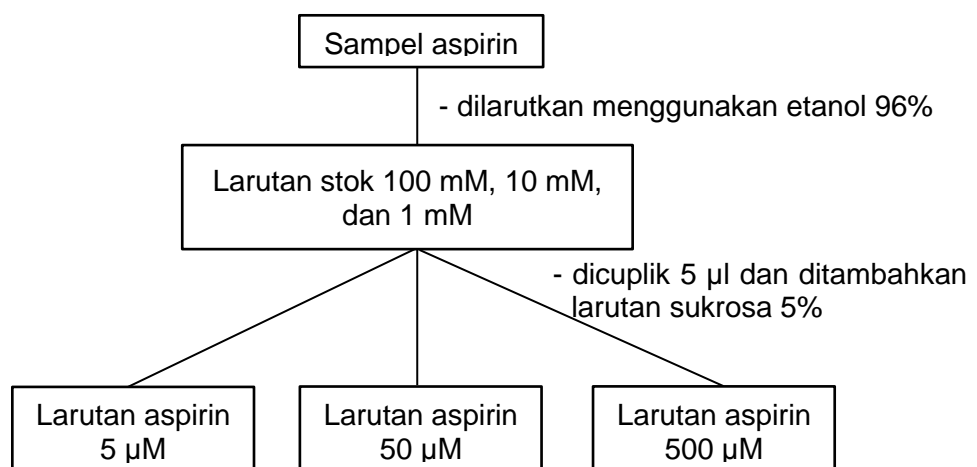 Sampel aspirin
- dilarutkan menggunakan etanol 96%
Larutan stok 100 mM, 10 mM,
dan 1 mM
- dicuplik 5 µl dan ditambahkan
larutan sukrosa 5%
Larutan aspirin
5 µM
Larutan aspirin
50 µM
Larutan aspirin
500 µM